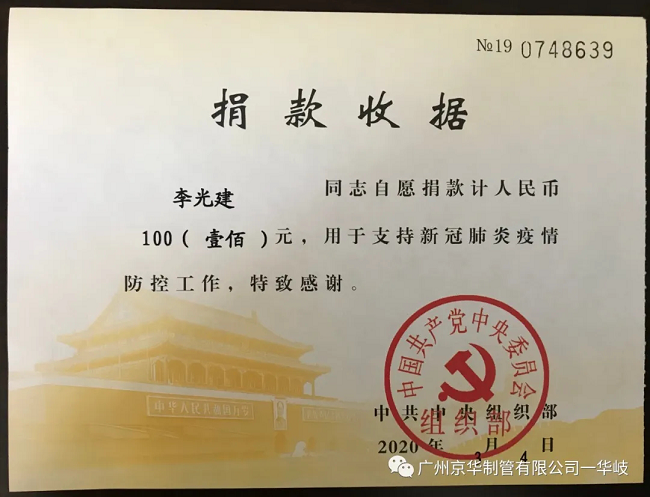 №19 0748639
捐款收据
李光建 同志自愿捐款计人民币
100(壹佰)元，用于支持新冠肺炎疫情
防控工作，特致感谢。
中国共产党中央委员会
组织部
中共中央组织部
2020年3月4日
中华人民共和国万岁
广州京华制管有限公司—华岐